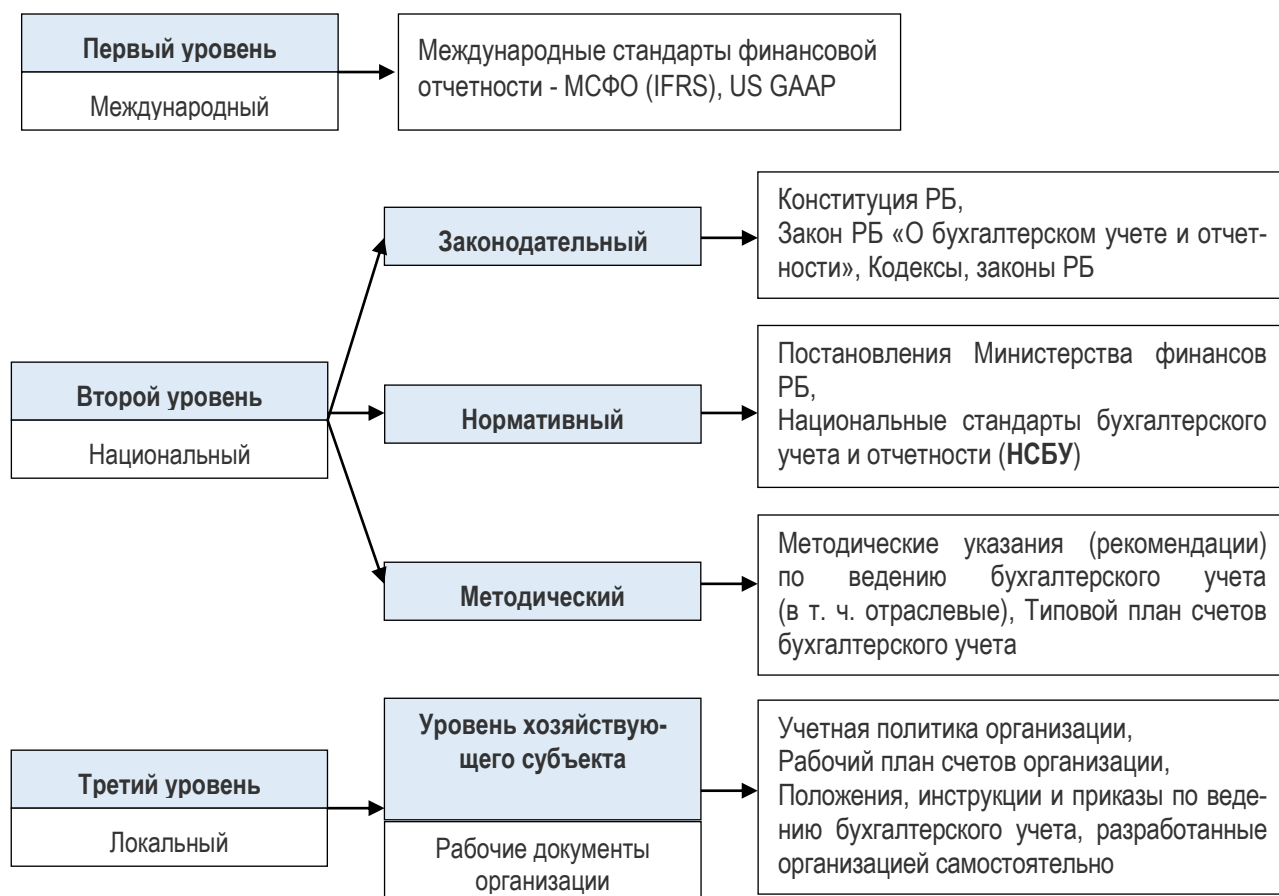 Первый уровень
Международный
Международные стандарты финансовой
отчетности - МСФО (IFRS), US GAAP
Второй уровень
Национальный
Законодательный
Конституция РБ,
Закон РБ «О бухгалтерском учете и отчет-
ности», Кодексы, законы РБ
Нормативный
Постановления Министерства финансов
РБ,
Национальные стандарты бухгалтерского
учета и отчетности (НСБУ)
Методический
Методические указания (рекомендации)
по ведению бухгалтерского учета
(в т. ч. отраслевые), Типовой план счетов
бухгалтерского учета
Третий уровень
Локальный
Уровень хозяйствую-
щего субъекта
Рабочие документы
организации
Учетная политика организации,
Рабочий план счетов организации,
Положения, инструкции и приказы по веде-
нию бухгалтерского учета, разработанные
организацией самостоятельно